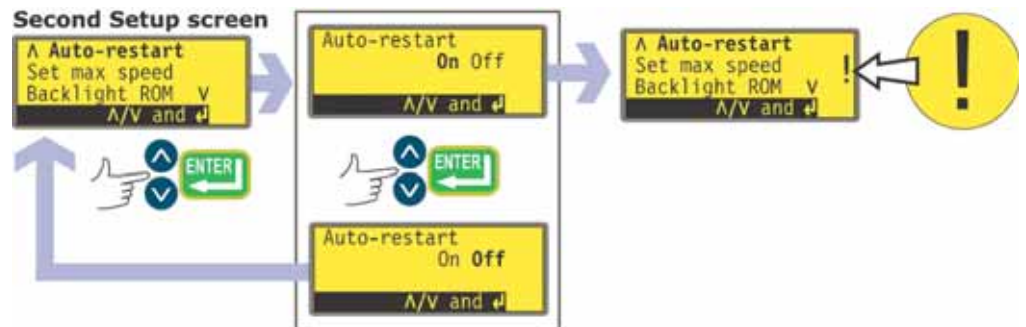 Second Setup screen
Λ Auto-restart
Set max speed
Backlight ROM V
Λ/V and ↵
ENTER
Auto-restart
On Off
Λ/V and ↵
ENTER
Auto-restart
On Off
Λ/V and ↵
Λ Auto-restart
Set max speed !
Backlight ROM V
Λ/V and ↵
!